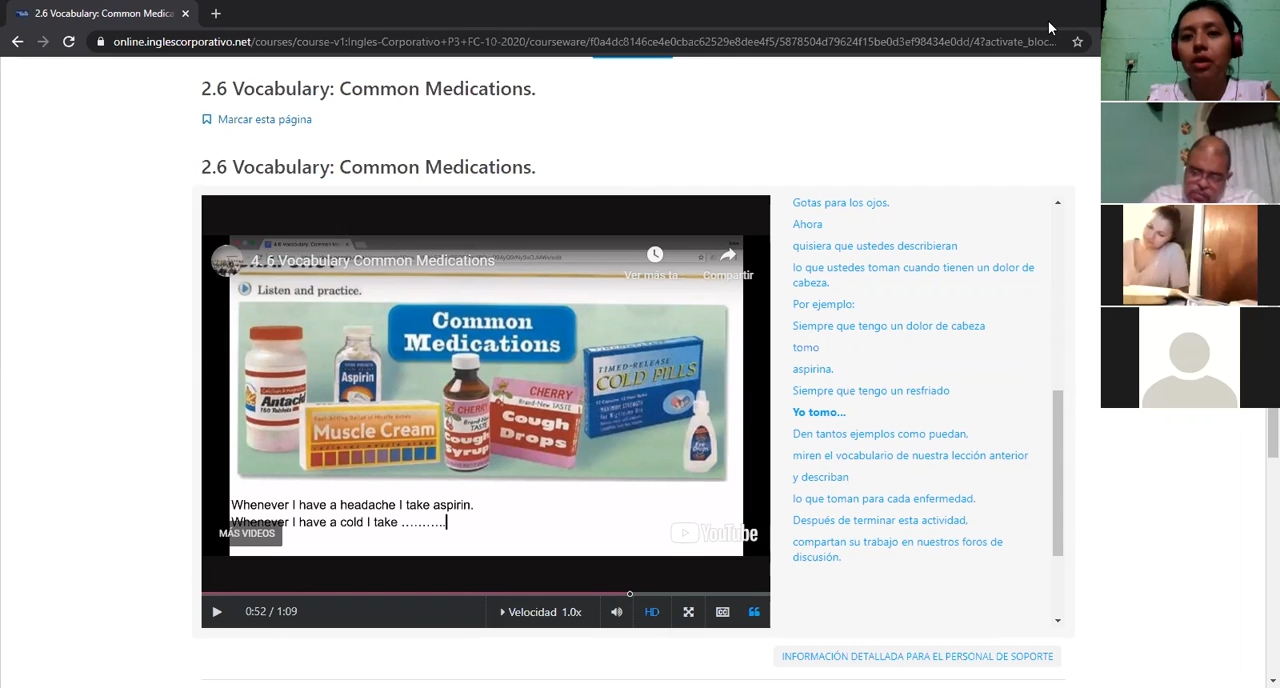 2.6 Vocabulary: Common Medica
online.inglescorporativo.net/courses/course-v1:Ingles-Corporativo+P3+FC-10-2020/courseware/f0a4dc8146ce4e0cbac62529e8dee4f5/5878504d79624f15be0d3ef98434e0dd/4?activate_bloc...
2.6 Vocabulary: Common Medications.
Marcar esta página
2.6 Vocabulary: Common Medications.
4. 6 Vocabulary Common Medications
Ver más ta...
Compartir
Listen and practice.
Common
Medications
Antacid
150 Tablets
Aspirin
Muscle Cream
CHERRY
Cough
Syrup
CHERRY
Brand-New TASTE
Cough
Drops
TIMED-RELEASE
COLD PILLS
Whenever I have a headache I take aspirin.
Whenever I have a cold I take ………..
MÁS VIDEOS
YouTube
0:52 / 1:09
Velocidad 1.0x
HD
CC
Gotas para los ojos.
Ahora
quisiera que ustedes describieran
lo que ustedes toman cuando tienen un dolor de
cabeza.
Por ejemplo:
Siempre que tengo un dolor de cabeza
tomo
aspirina.
Siempre que tengo un resfriado
Yo tomo...
Den tantos ejemplos como puedan,
miren el vocabulario de nuestra lección anterior
y describan
lo que toman para cada enfermedad.
Después de terminar esta actividad,
compartan su trabajo en nuestros foros de
discusión.
INFORMACIÓN DETALLADA PARA EL PERSONAL DE SOPORTE